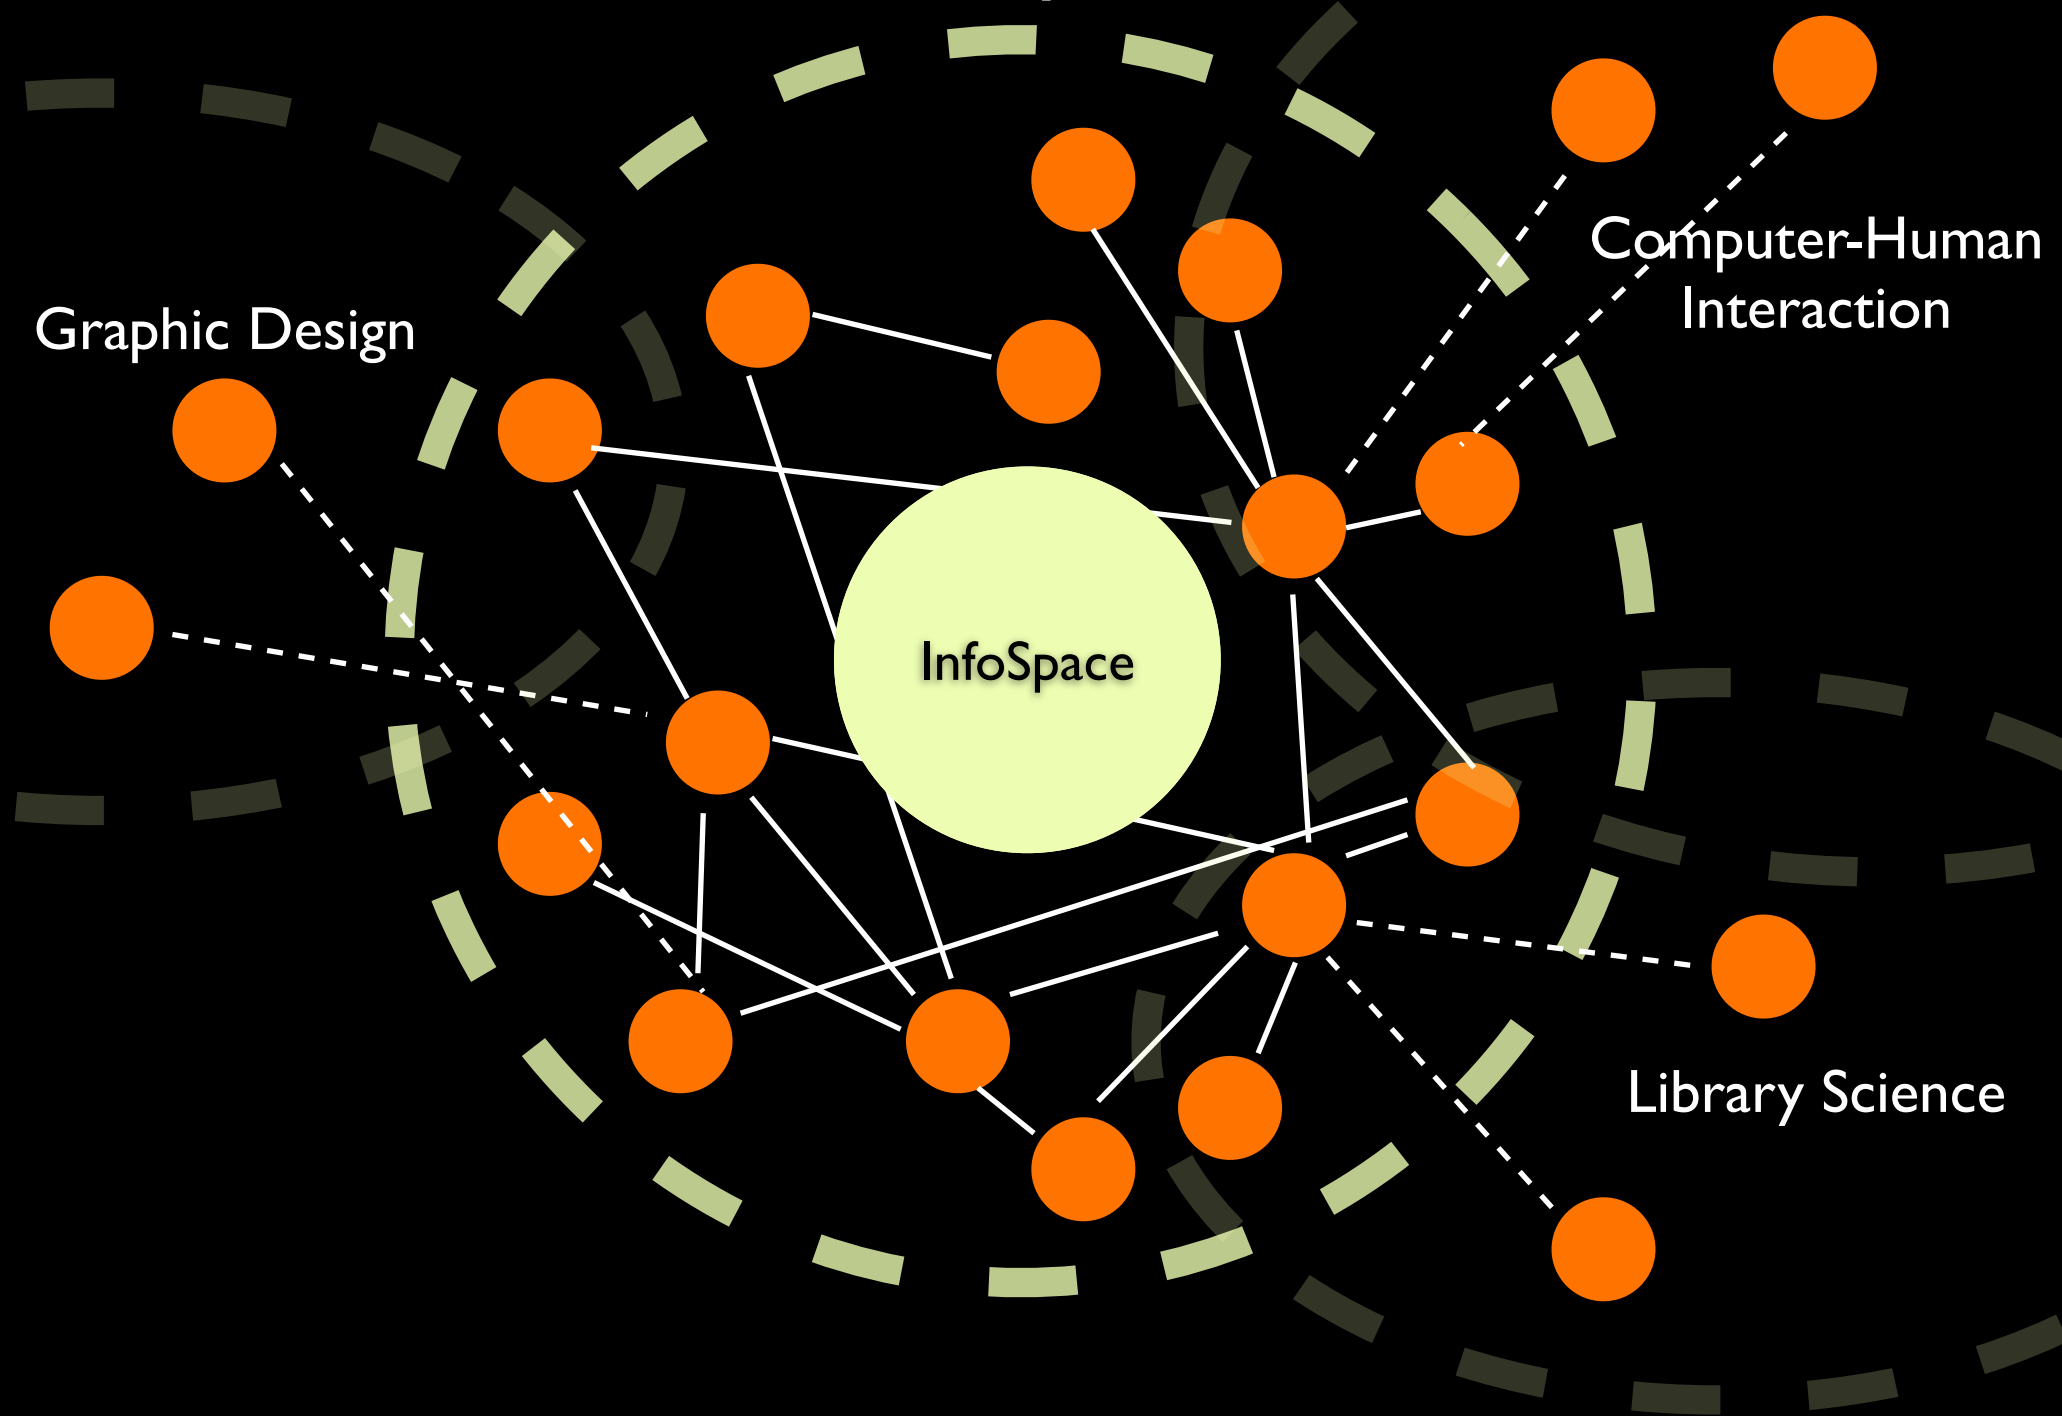 Computer-Human
Interaction
Graphic Design
InfoSpace
Library Science